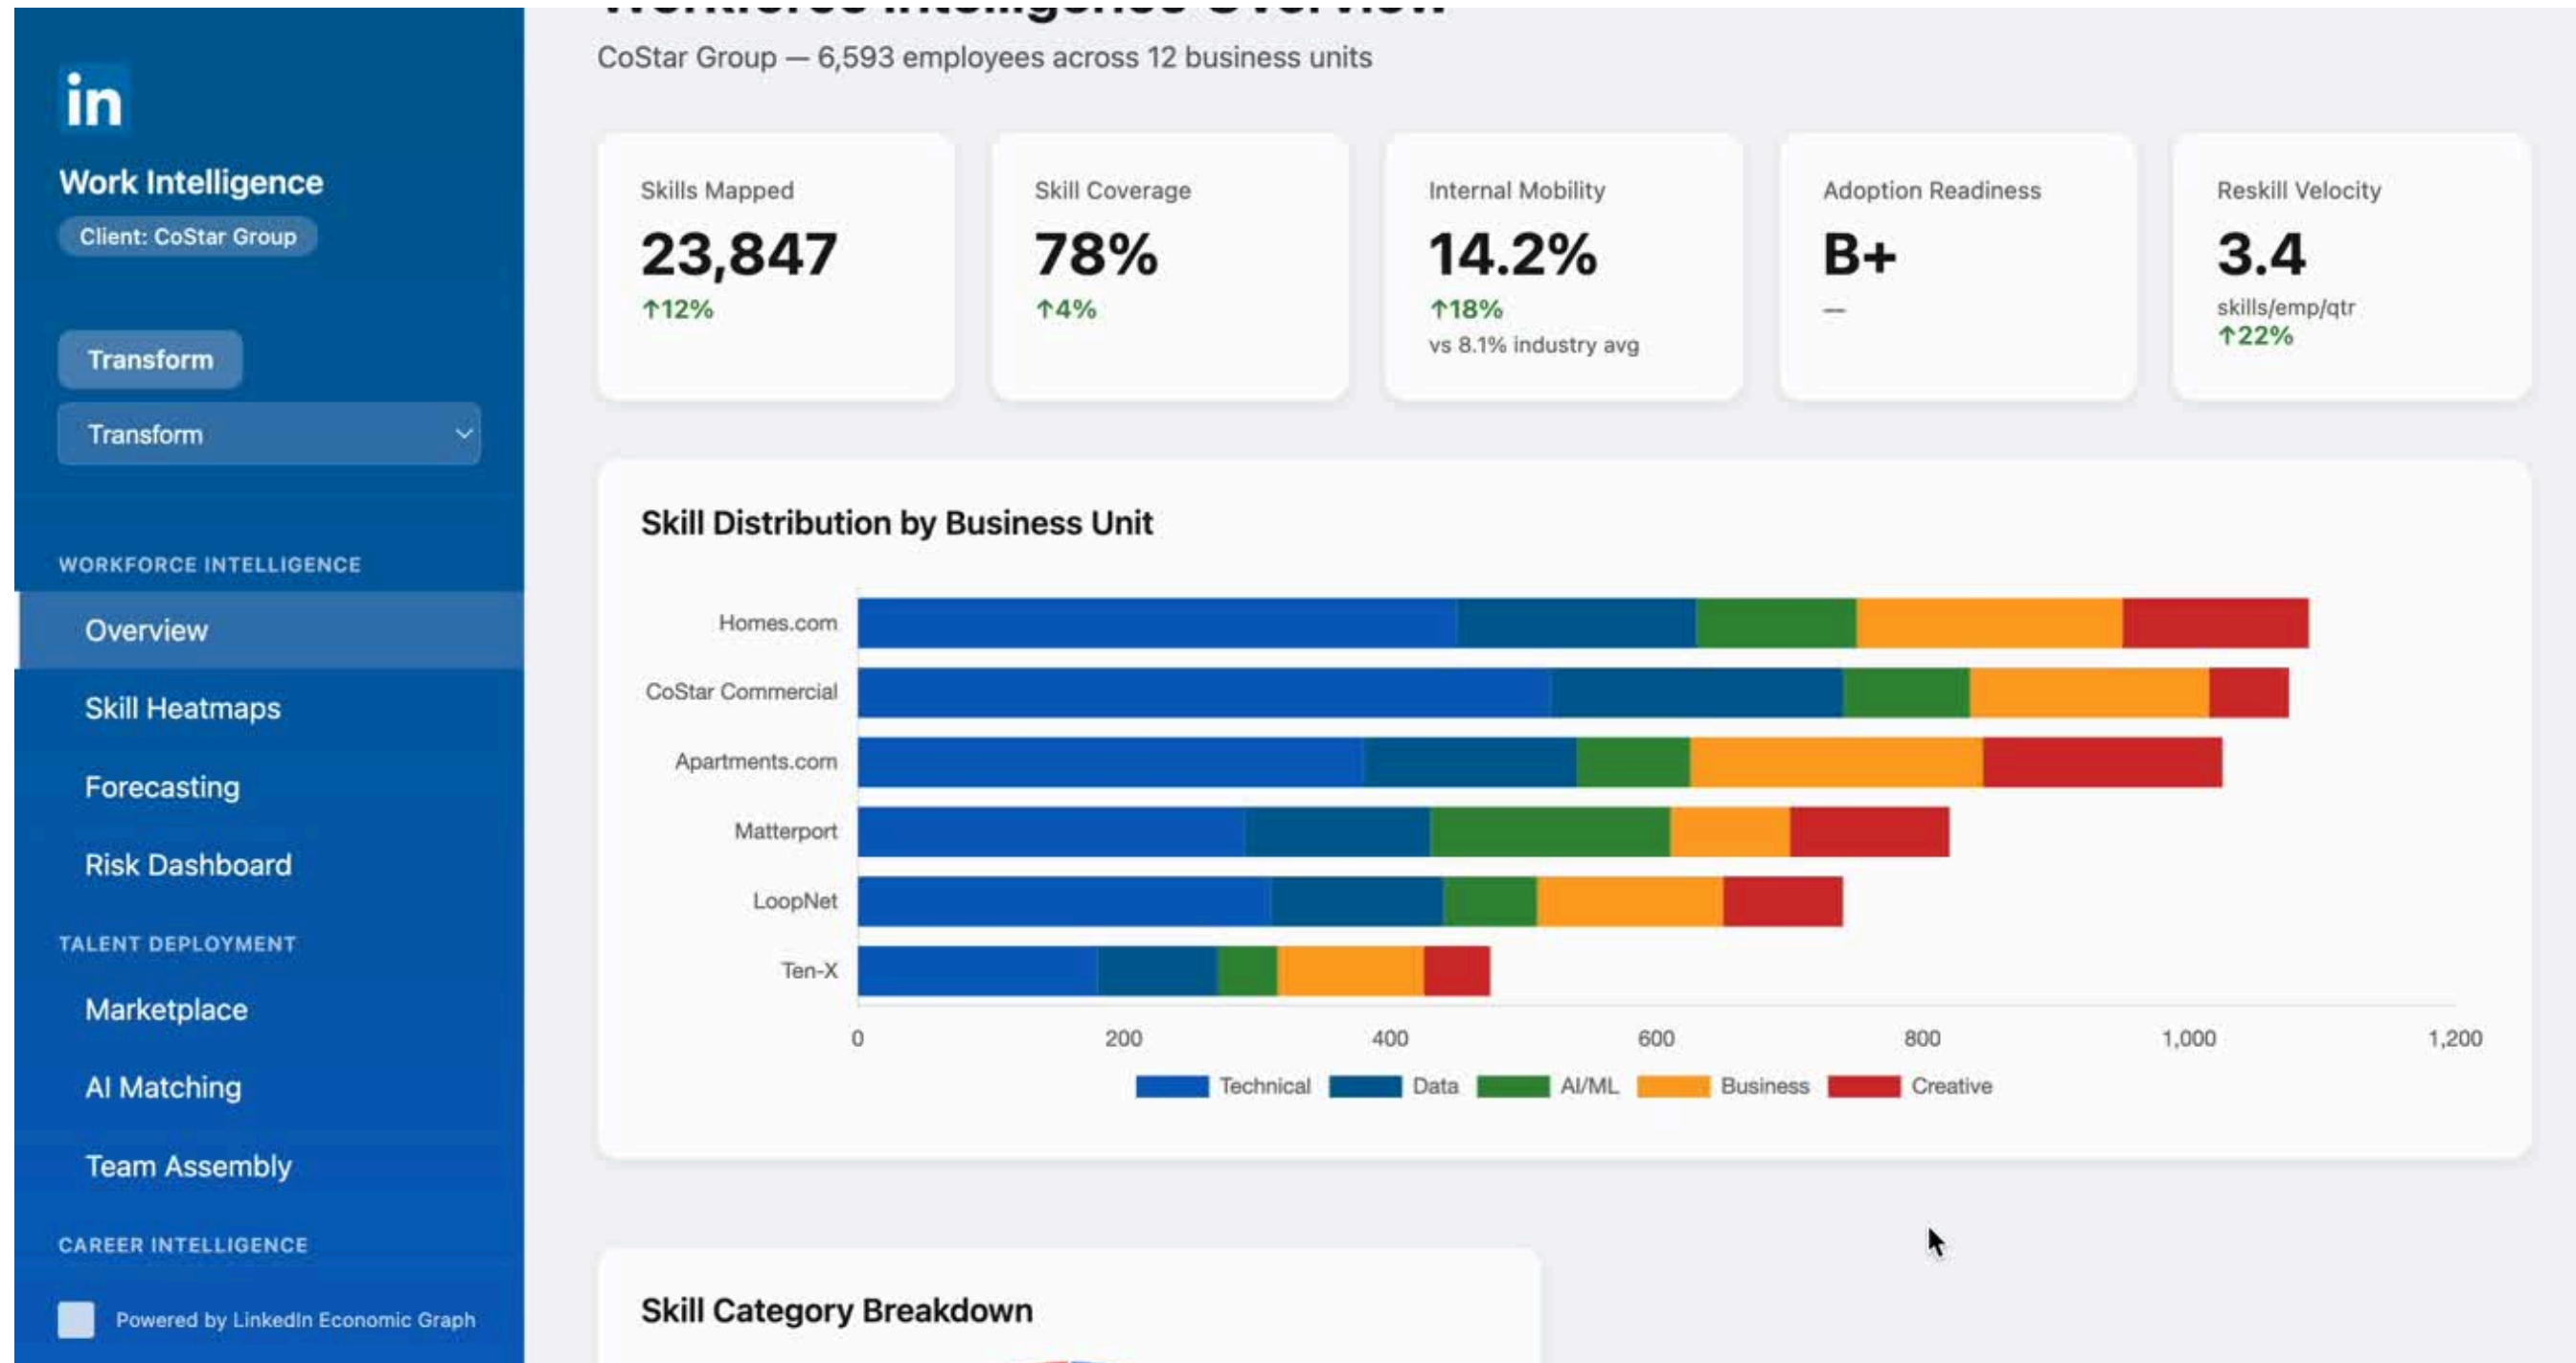 in
Work Intelligence
Client: CoStar Group
Transform
Transform
WORKFORCE INTELLIGENCE
Overview
Skill Heatmaps
Forecasting
Risk Dashboard
TALENT DEPLOYMENT
Marketplace
AI Matching
Team Assembly
CAREER INTELLIGENCE
Powered by LinkedIn Economic Graph
Workforce Intelligence Overview
CoStar Group — 6,593 employees across 12 business units
Skills Mapped
23,847
↑12%
Skill Coverage
78%
↑4%
Internal Mobility
14.2%
↑18%
vs 8.1% industry avg
Adoption Readiness
B+
—
Reskill Velocity
3.4
skills/emp/qtr
↑22%
Skill Distribution by Business Unit
Homes.com
CoStar Commercial
Apartments.com
Matterport
LoopNet
Ten-X
0 200 400 600 800 1,000 1,200
Technical Data AI/ML Business Creative
Skill Category Breakdown